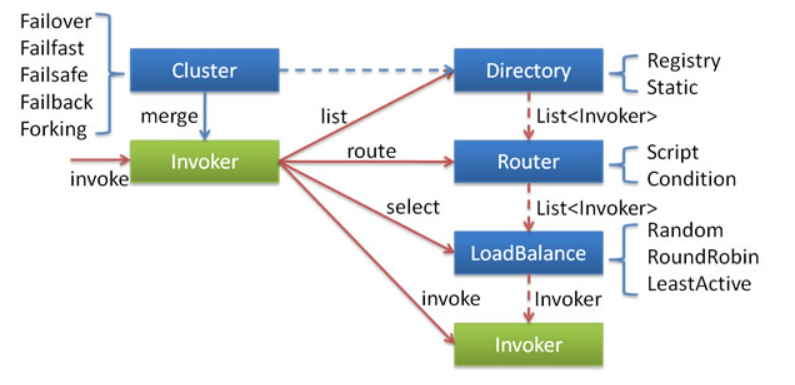 Failover
Failfast
Failsafe
Failback
Forking
Cluster
Directory
Registry
Static
merge
list
List<Invoker>
invoke
Invoker
route
Router
Script
Condition
select
List<Invoker>
LoadBalance
Random
RoundRobin
LeastActive
invoke
Invoker
Invoker